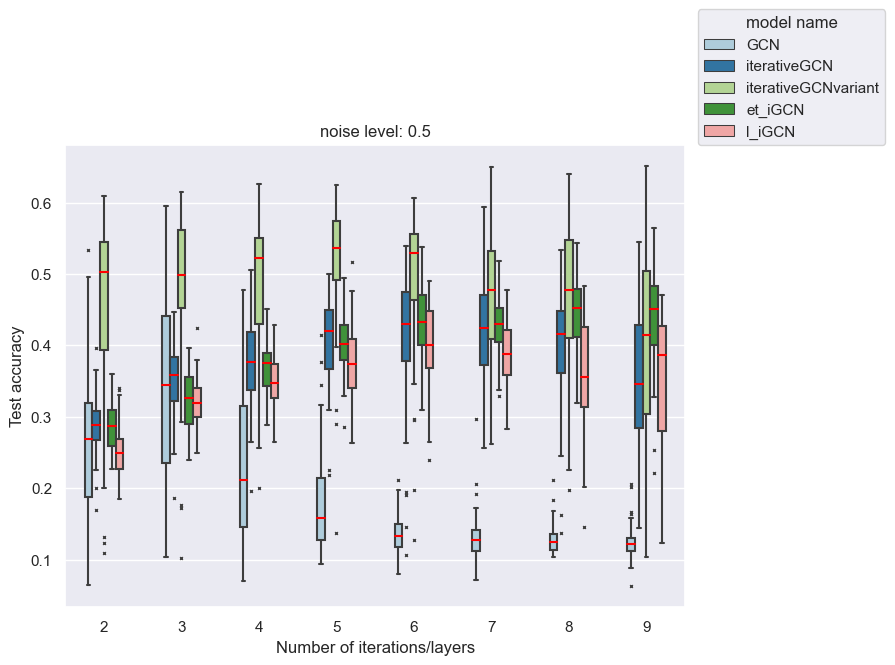 model name
GCN
iterativeGCN
iterativeGCNvariant
et_iGCN
l_iGCN
noise level: 0.5
Test accuracy
0.6
0.5
0.4
0.3
0.2
0.1
2 3 4 5 6 7 8 9
Number of iterations/layers